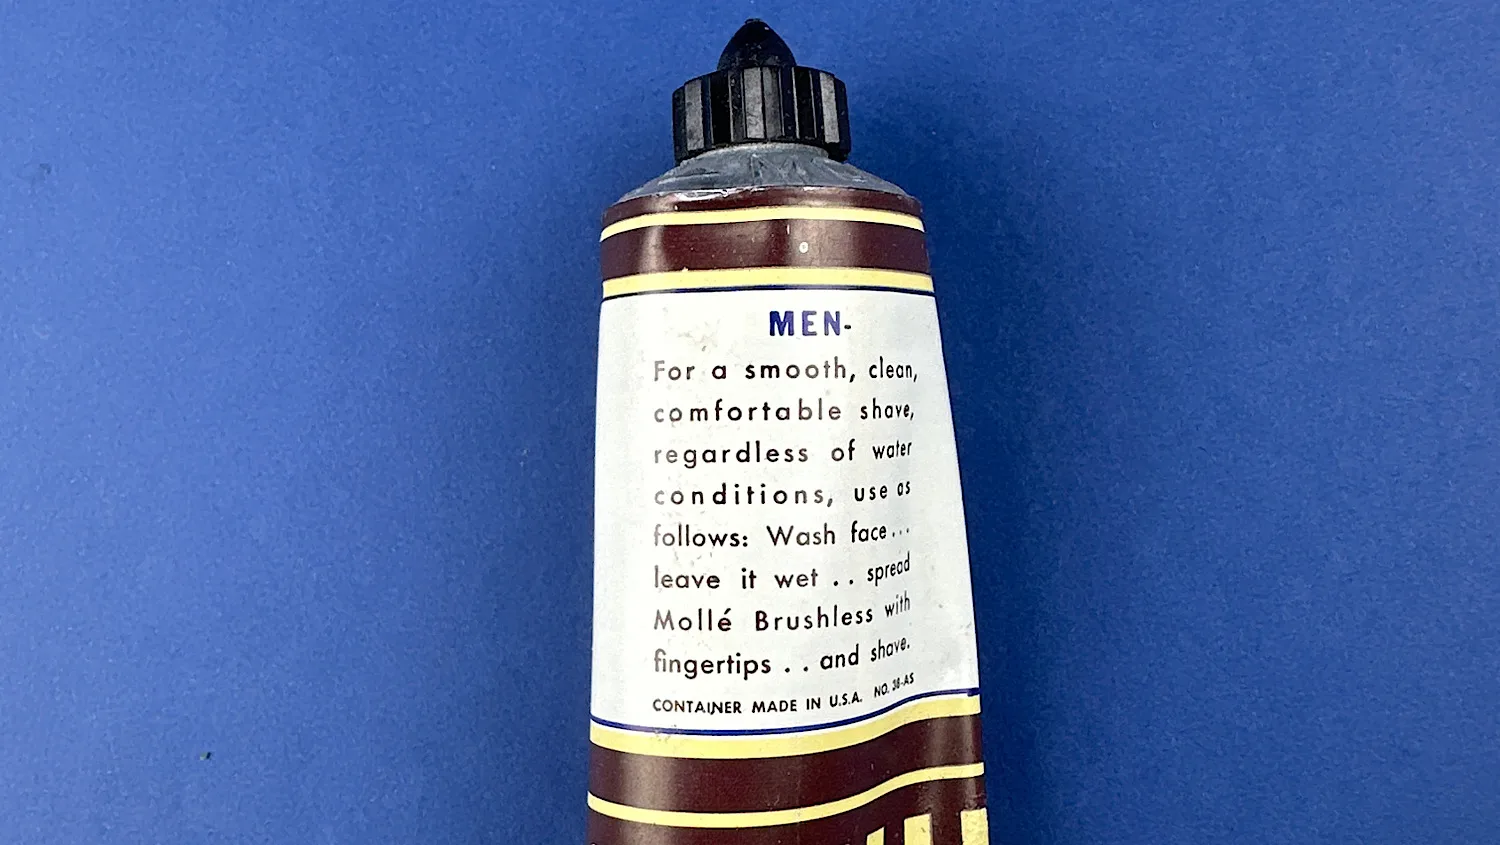 MEN-
For a smooth, clean,
comfortable shave,
regardless of water
conditions, use as
follows: Wash face...
leave it wet . . spread
Mollé Brushless with
fingertips . . and shave.
CONTAINER MADE IN U.S.A. NO. 38-AS